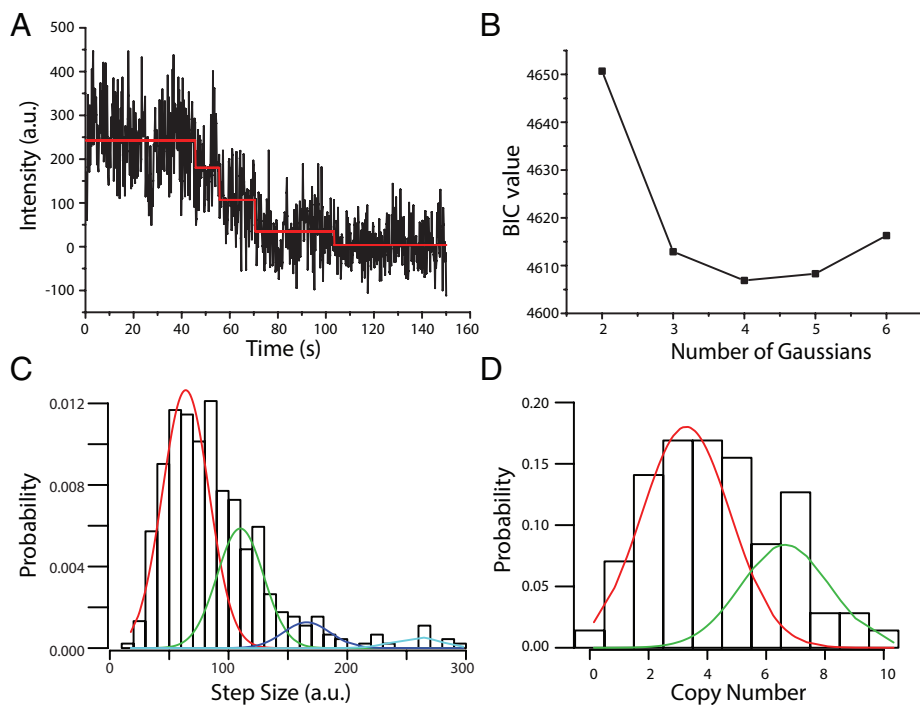 A
500
400
300
200
100
0
-100
Intensity (a.u.)
0 20 40 60 80 100 120 140 160
Time (s)
B
4650
4640
4630
4620
4610
4600
BIC value
2 3 4 5 6
Number of Gaussians
C
0.012
0.008
0.004
0.000
Probability
0 100 200 300
Step Size (a.u.)
D
0.20
0.15
0.10
0.05
0.00
Probability
0 2 4 6 8 10
Copy Number